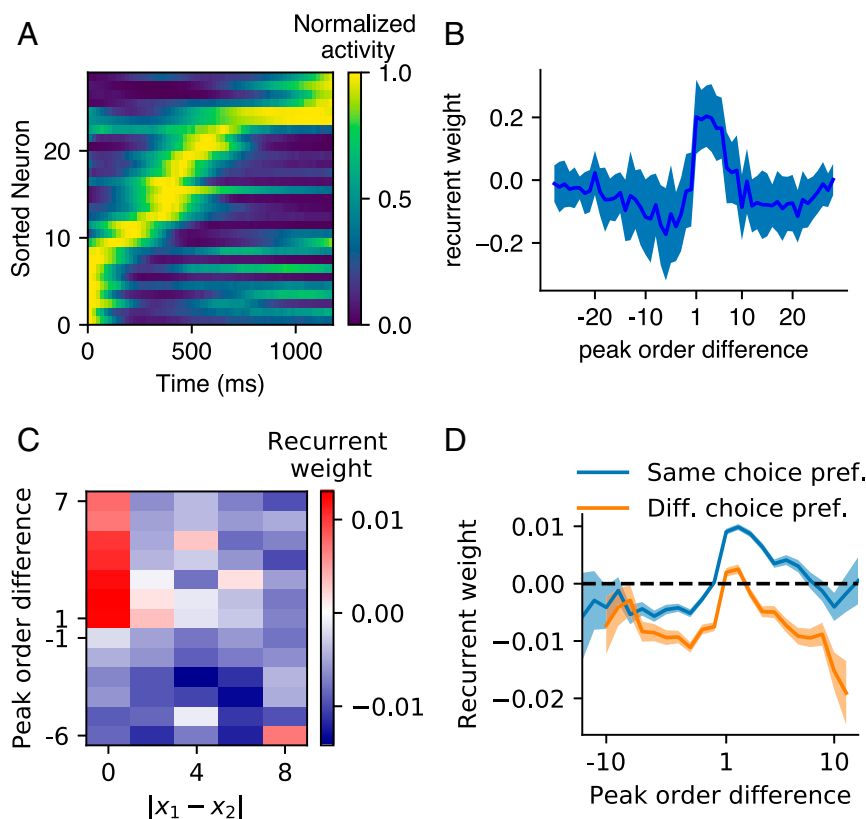 A
Normalized
activity
Sorted Neuron
20
10
0
0
500
1000
Time (ms)
1.0
0.5
0.0
B
recurrent weight
0.2
0.0
−0.2
-20
-10
1
10
20
peak order difference
C
Recurrent
weight
Peak order difference
7
1
-1
-6
0
4
8
|x₁ − x₂|
0.01
0.00
−0.01
D
Same choice pref.
Diff. choice pref.
Recurrent weight
0.01
0.00
−0.01
−0.02
-10
1
10
Peak order difference